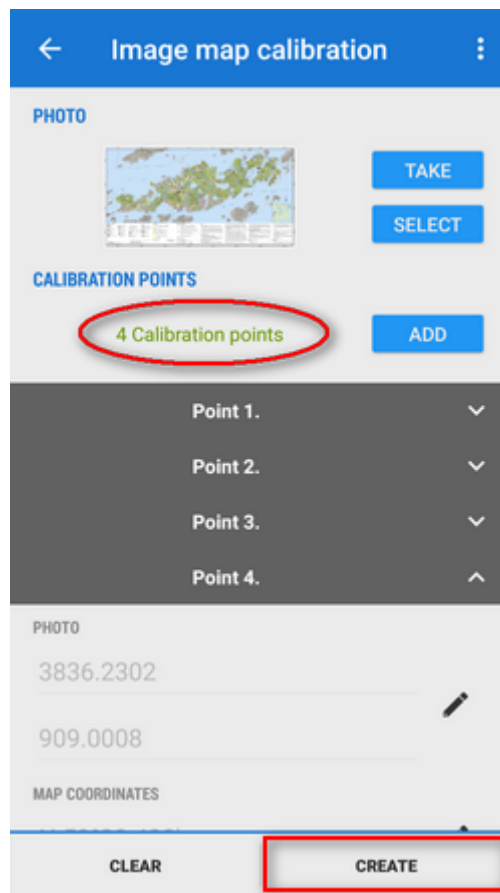 Image map calibration
PHOTO
TAKE
SELECT
CALIBRATION POINTS
4 Calibration points
ADD
Point 1.
Point 2.
Point 3.
Point 4.
PHOTO
3836.2302
909.0008
MAP COORDINATES
CLEAR
CREATE